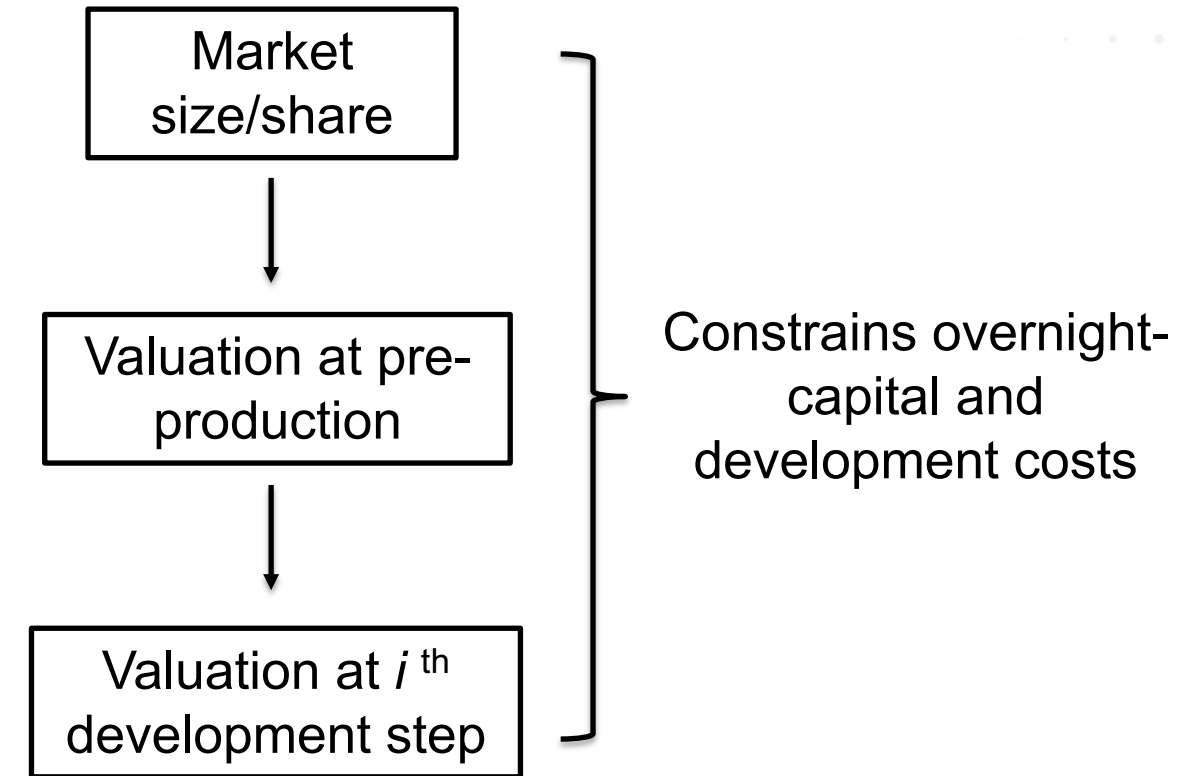 Market
size/share
Valuation at pre-
production
Valuation at i th
development step
Constrains overnight-
capital and
development costs